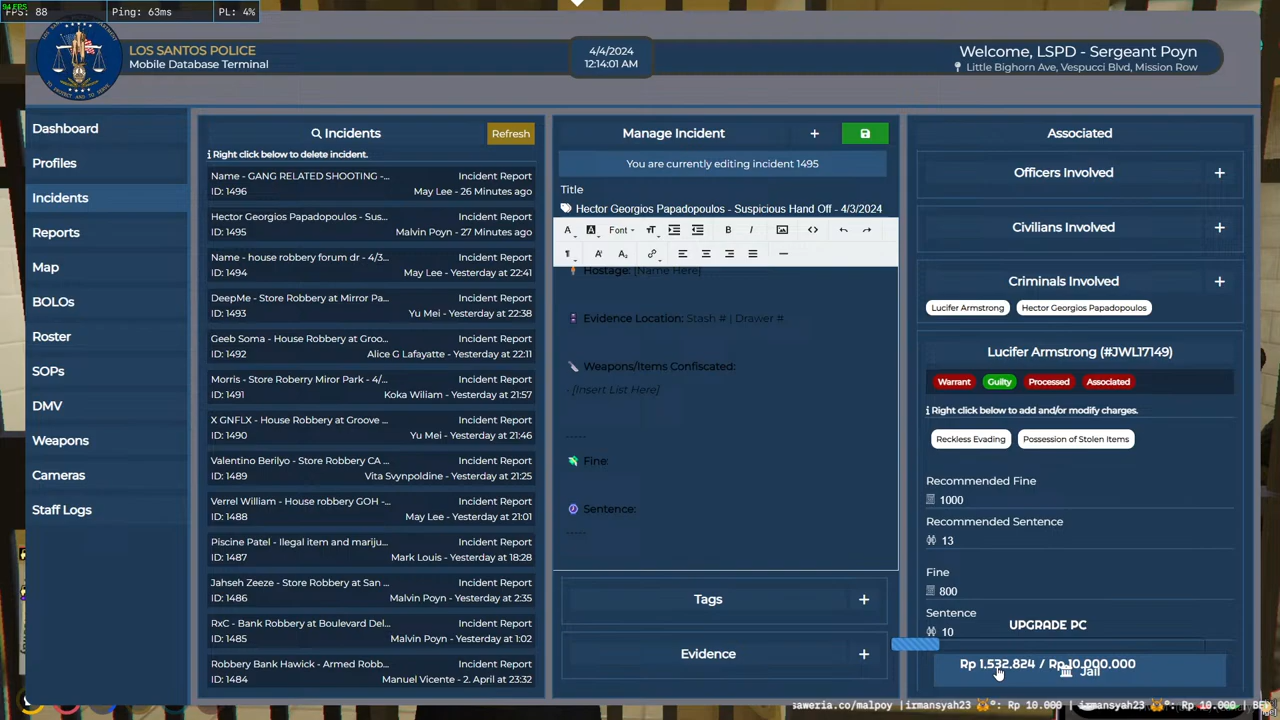 FPS: 88
Ping: 63ms
PL: 4%
LOS SANTOS POLICE
Mobile Database Terminal
4/4/2024
12:14:01 AM
Welcome, LSPD - Sergeant Poyn
Little Bighorn Ave, Vespucci Blvd, Mission Row
Dashboard
Profiles
Incidents
Reports
Map
BOLOs
Roster
SOPs
DMV
Weapons
Cameras
Staff Logs
Incidents
Refresh
Right click below to delete incident.
Name - GANG RELATED SHOOTING -... Incident Report
ID: 1496 May Lee - 26 Minutes ago
Hector Georgios Papadopoulos - Sus... Incident Report
ID: 1495 Malvin Poyn - 27 Minutes ago
Name - house robbery forum dr - 4/3... Incident Report
ID: 1494 May Lee - Yesterday at 22:41
DeepMe - Store Robbery at Mirror Pa... Incident Report
ID: 1493 Yu Mei - Yesterday at 22:38
Geeb Soma - House Robbery at Groo... Incident Report
ID: 1492 Alice G Lafayatte - Yesterday at 22:11
Morris - Store Roberry Miror Park - 4/... Incident Report
ID: 1491 Koka Wiliam - Yesterday at 21:57
X GNFLX - House Robbery at Groove ... Incident Report
ID: 1490 Yu Mei - Yesterday at 21:46
Valentino Berilyo - Store Robbery CA ... Incident Report
ID: 1489 Vita Svynpoldine - Yesterday at 21:25
Verrel William - House robbery GOH -... Incident Report
ID: 1488 May Lee - Yesterday at 21:01
Piscine Patel - Ilegal item and mariju... Incident Report
ID: 1487 Mark Louis - Yesterday at 18:28
Jahseh Zeeze - Store Robbery at San ... Incident Report
ID: 1486 Malvin Poyn - Yesterday at 2:35
RxC - Bank Robbery at Boulevard Del... Incident Report
ID: 1485 Malvin Poyn - Yesterday at 1:02
Robbery Bank Hawick - Armed Robb... Incident Report
ID: 1484 Manuel Vicente - 2. April at 23:32
Manage Incident
You are currently editing incident 1495
Title
Hector Georgios Papadopoulos - Suspicious Hand Off - 4/3/2024
Font
Hostage: [Name Here]
Evidence Location: Stash # | Drawer #
Weapons/Items Confiscated:
· [Insert List Here]
-----
Fine:
Sentence:
-----
Tags
Evidence
Associated
Officers Involved
Civilians Involved
Criminals Involved
Lucifer Armstrong Hector Georgios Papadopoulos
Lucifer Armstrong (#JWL17149)
Warrant Guilty Processed Associated
Right click below to add and/or modify charges.
Reckless Evading Possession of Stolen Items
Recommended Fine
1000
Recommended Sentence
13
Fine
800
Sentence
10
UPGRADE PC
Rp 1.532.824 / Rp 10.000.000
Jail
saweria.co/malpoy |irmansyah23 : Rp 10.000 | irmansyah23 : Rp 10.000 |